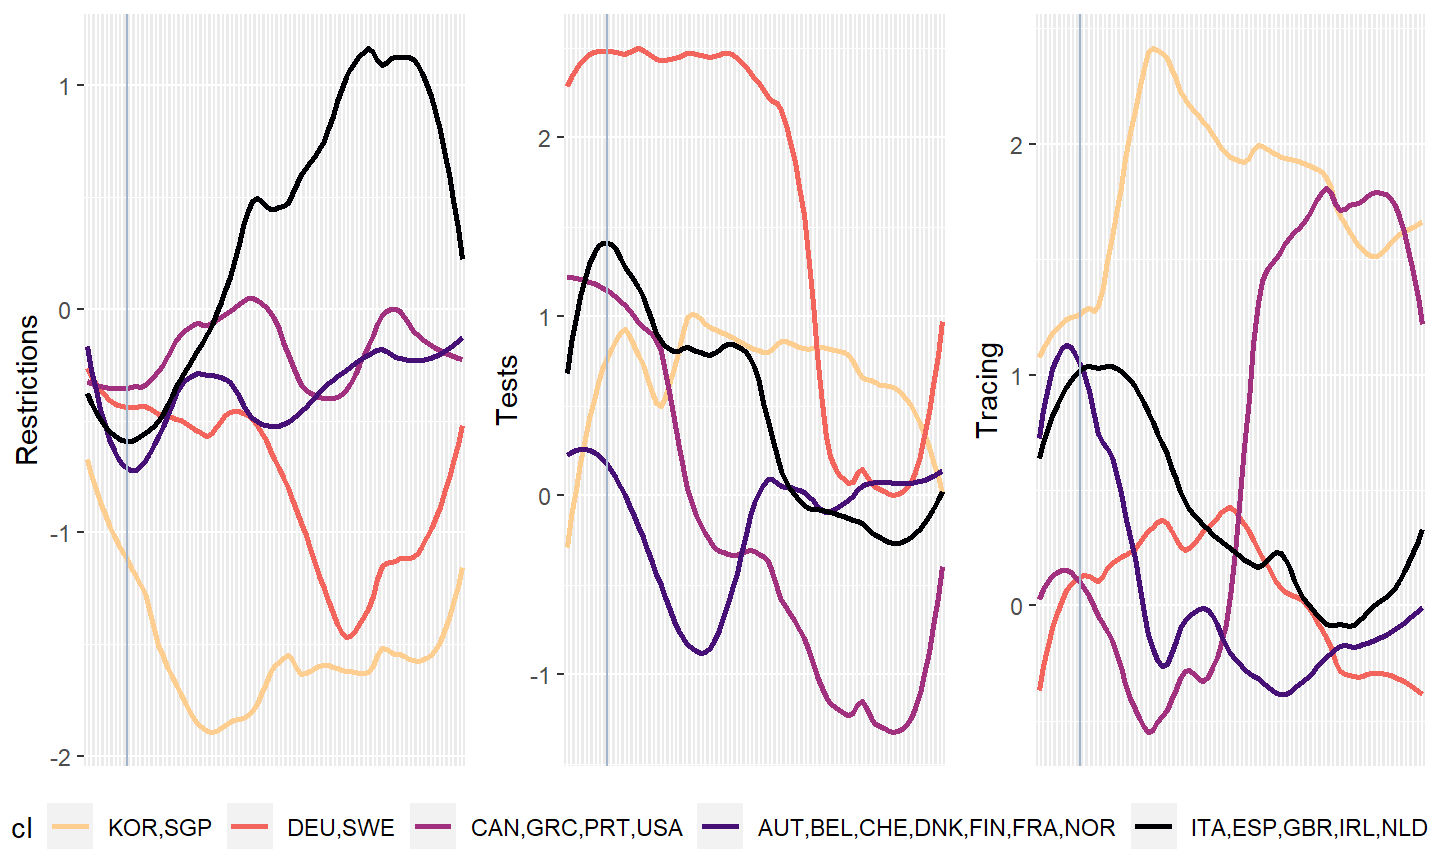 Restrictions
1
0
-1
-2
Tests
2
1
0
-1
Tracing
2
1
0
cl KOR,SGP DEU,SWE CAN,GRC,PRT,USA AUT,BEL,CHE,DNK,FIN,FRA,NOR ITA,ESP,GBR,IRL,NLD